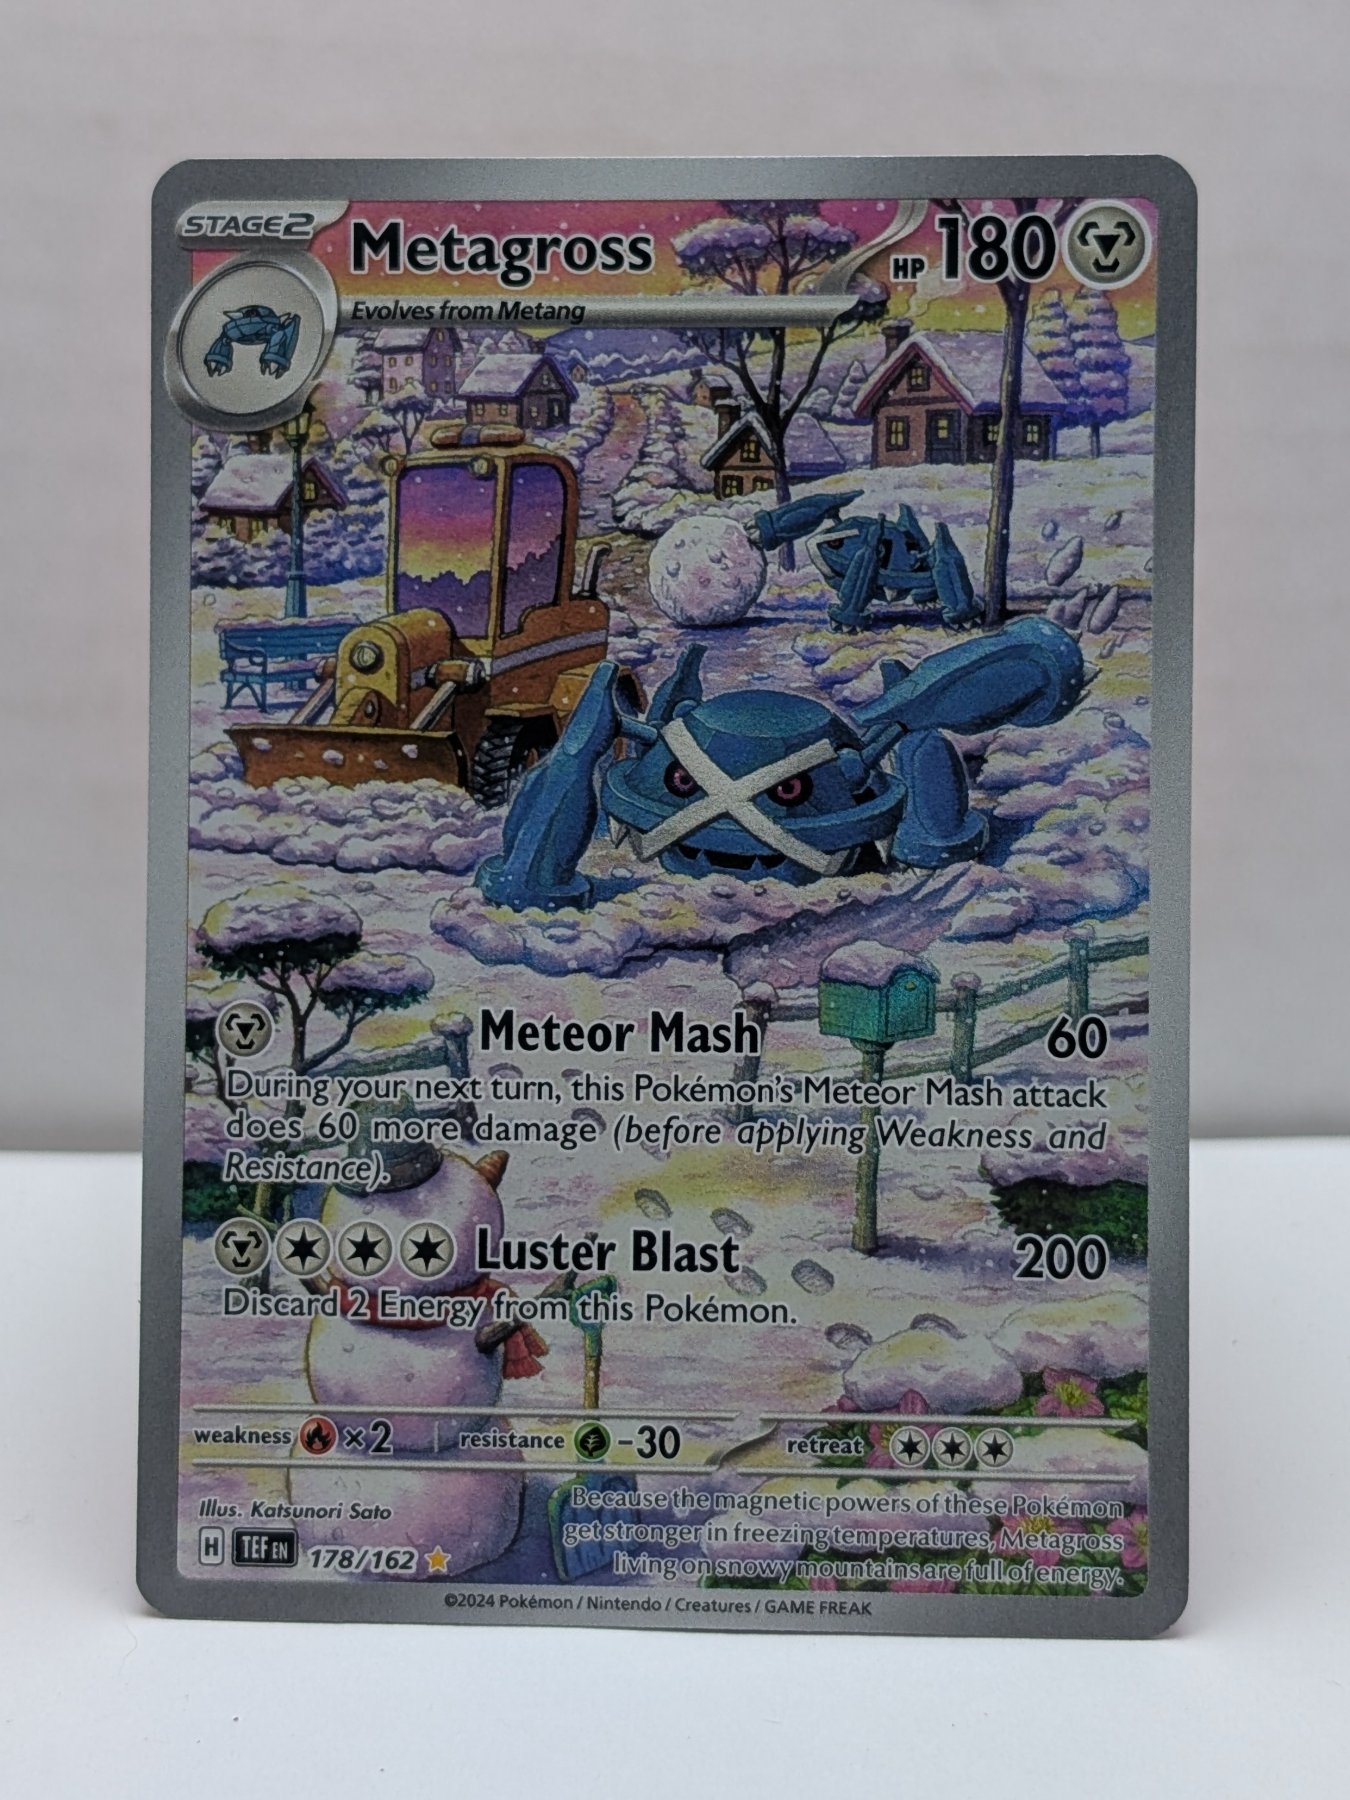 STAGE2 Metagross HP 180
Evolves from Metang
Meteor Mash 60
During your next turn, this Pokémon's Meteor Mash attack
does 60 more damage (before applying Weakness and
Resistance).
Luster Blast 200
Discard 2 Energy from this Pokémon.
weakness ×2 resistance -30 retreat
Illus. Katsunori Sato
H TEF EN 178/162
Because the magnetic powers of these Pokémon
get stronger in freezing temperatures, Metagross
living on snowy mountains are full of energy.
©2024 Pokémon / Nintendo / Creatures / GAME FREAK